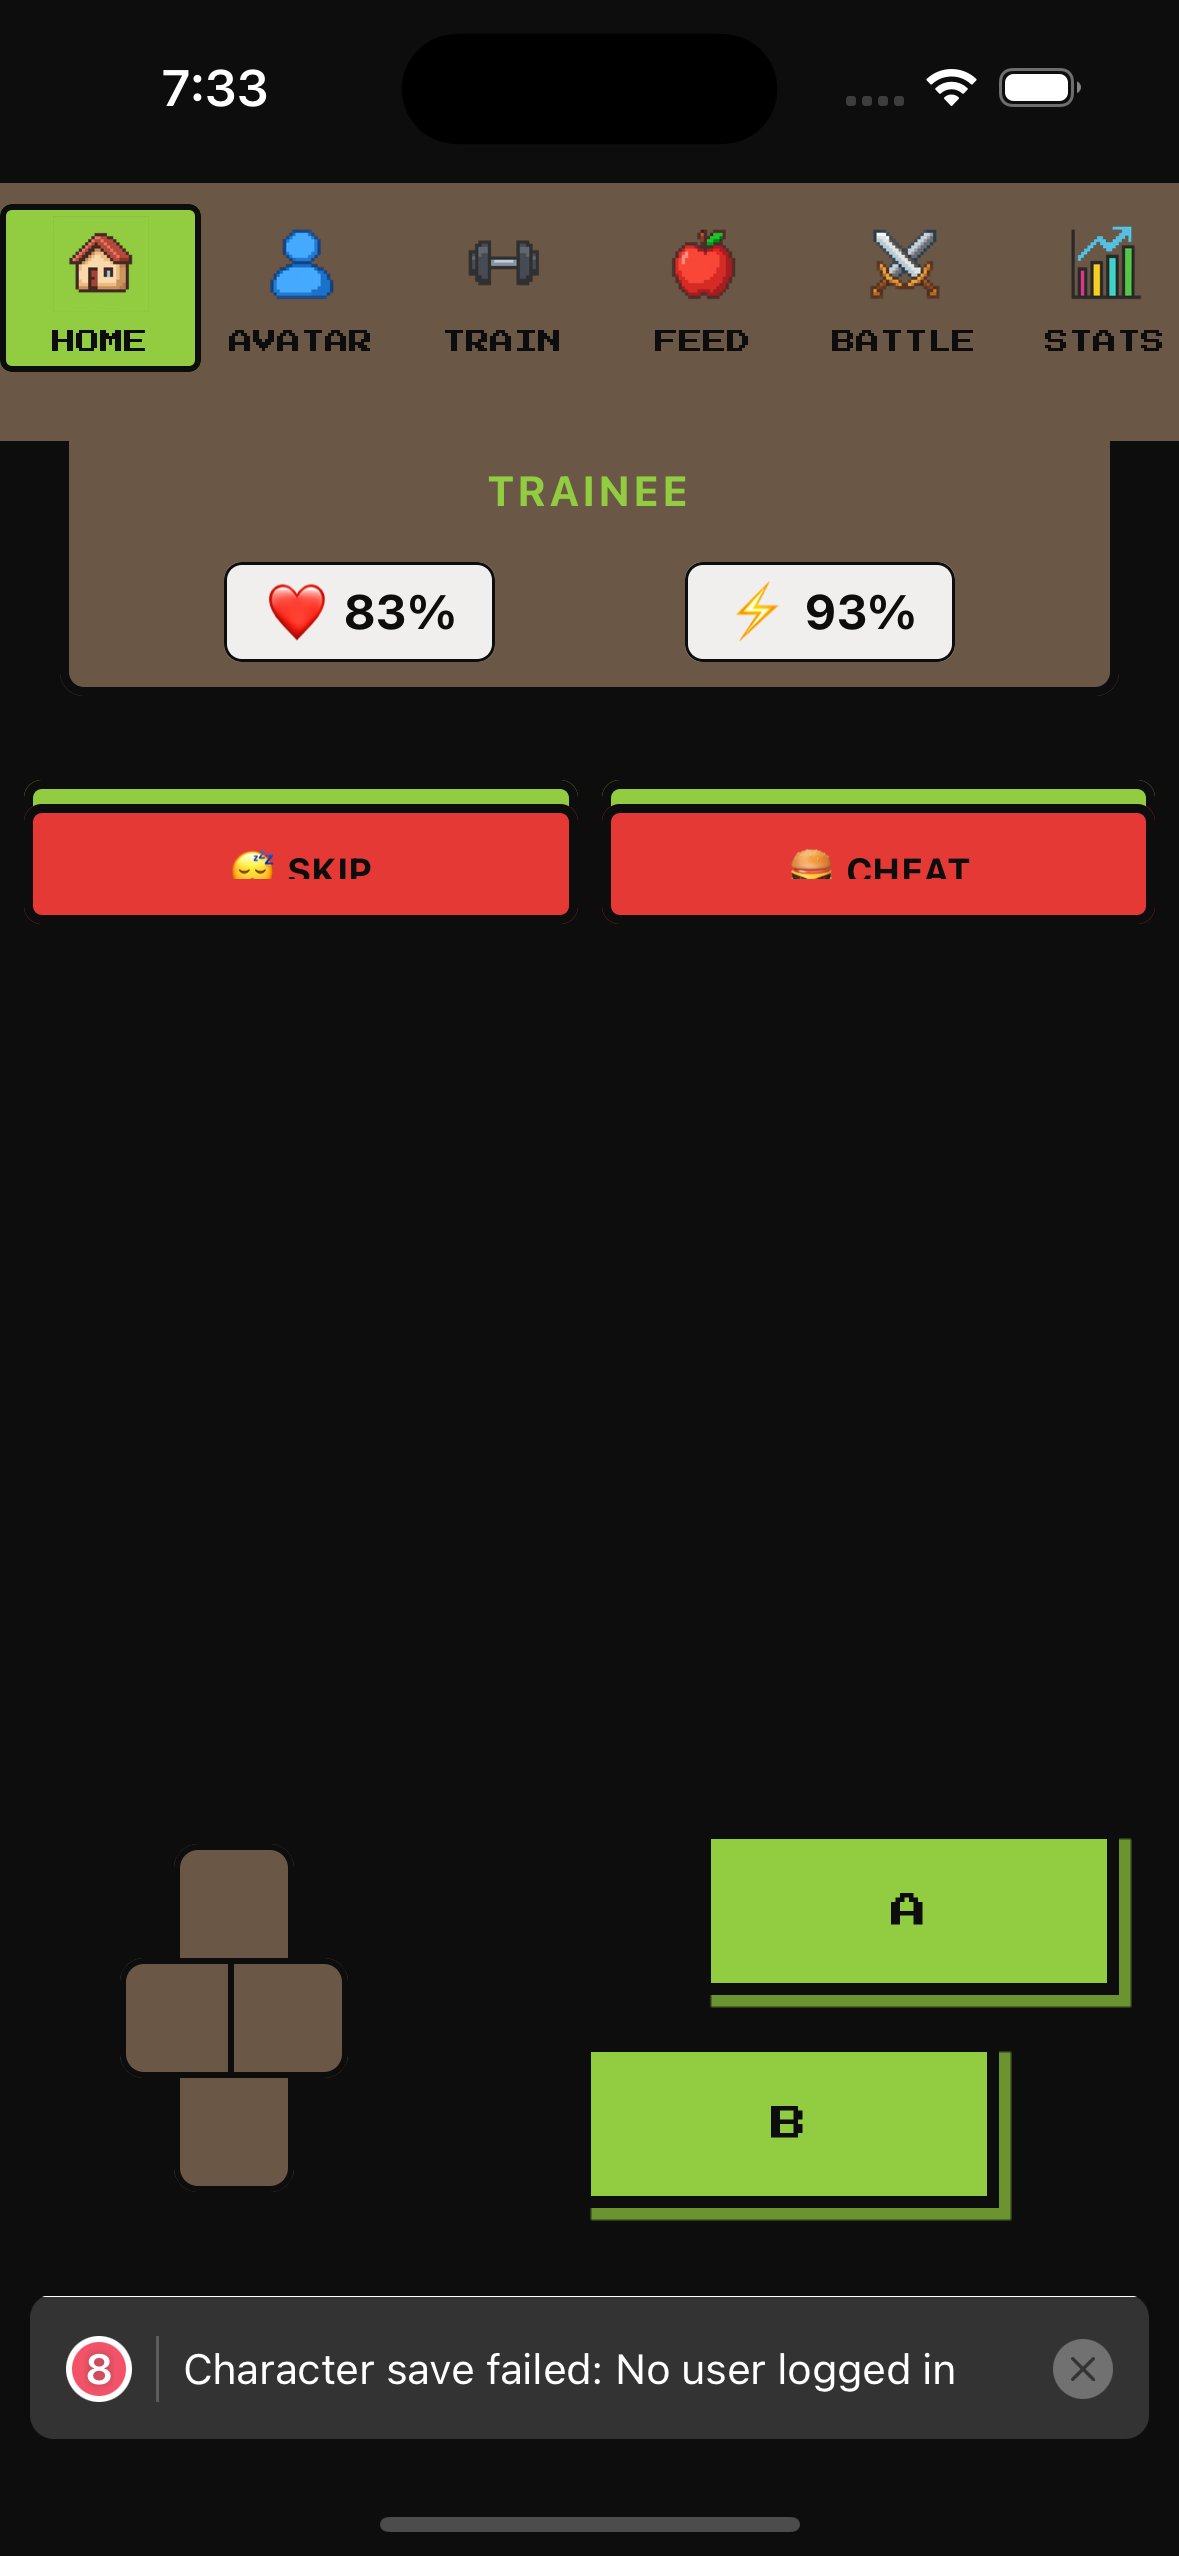 7:33
HOME AVATAR TRAIN FEED BATTLE STATS
TRAINEE
83% 93%
SKIP CHEAT
A
B
8 Character save failed: No user logged in